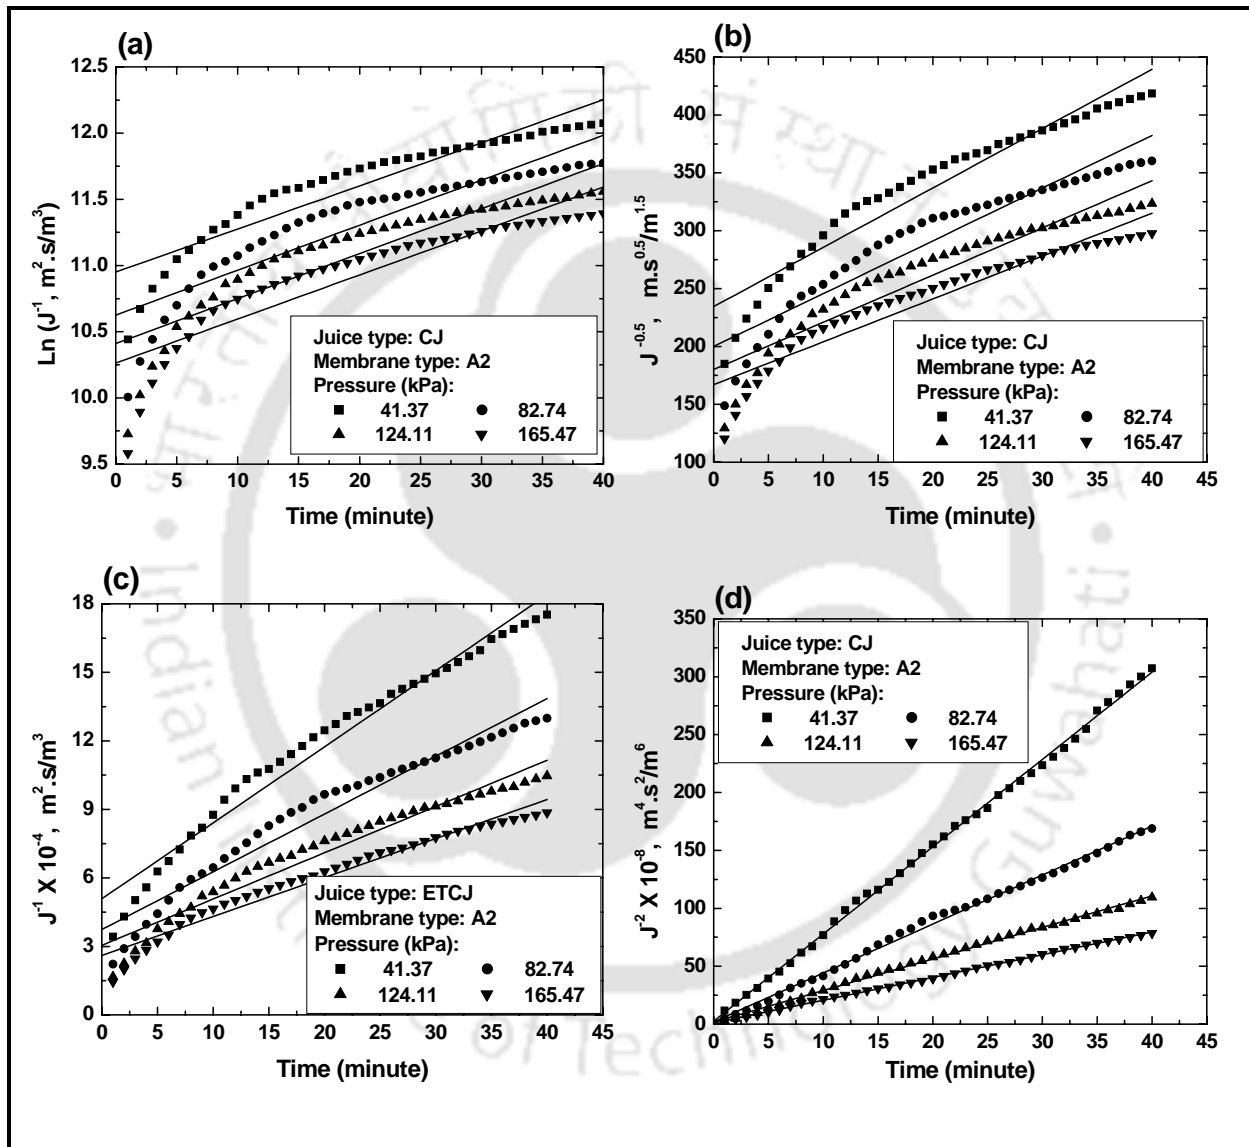 (a)
12.5
12.0
11.5
11.0
10.5
10.0
9.5
Ln (J⁻¹, m².s/m³)
0 5 10 15 20 25 30 35 40
Time (minute)
Juice type: CJ
Membrane type: A2
Pressure (kPa):
41.37 82.74
124.11 165.47
(b)
450
400
350
300
250
200
150
100
J⁻⁰·⁵, m.s⁰·⁵/m¹·⁵
0 5 10 15 20 25 30 35 40 45
Time (minute)
Juice type: CJ
Membrane type: A2
Pressure (kPa):
41.37 82.74
124.11 165.47
(c)
18
15
12
9
6
3
0
J⁻¹ X 10⁻⁴, m².s/m³
0 5 10 15 20 25 30 35 40 45
Time (minute)
Juice type: ETCJ
Membrane type: A2
Pressure (kPa):
41.37 82.74
124.11 165.47
(d)
350
300
250
200
150
100
50
0
J⁻² X 10⁻⁸, m⁴.s²/m⁶
0 5 10 15 20 25 30 35 40 45
Time (minute)
Juice type: CJ
Membrane type: A2
Pressure (kPa):
41.37 82.74
124.11 165.47
Indian
of Technology Guwahati